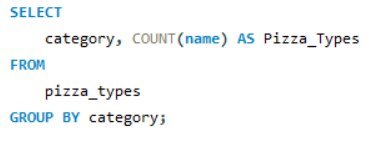 SELECT
    category, COUNT(name) AS Pizza_Types
FROM
    pizza_types
GROUP BY category;